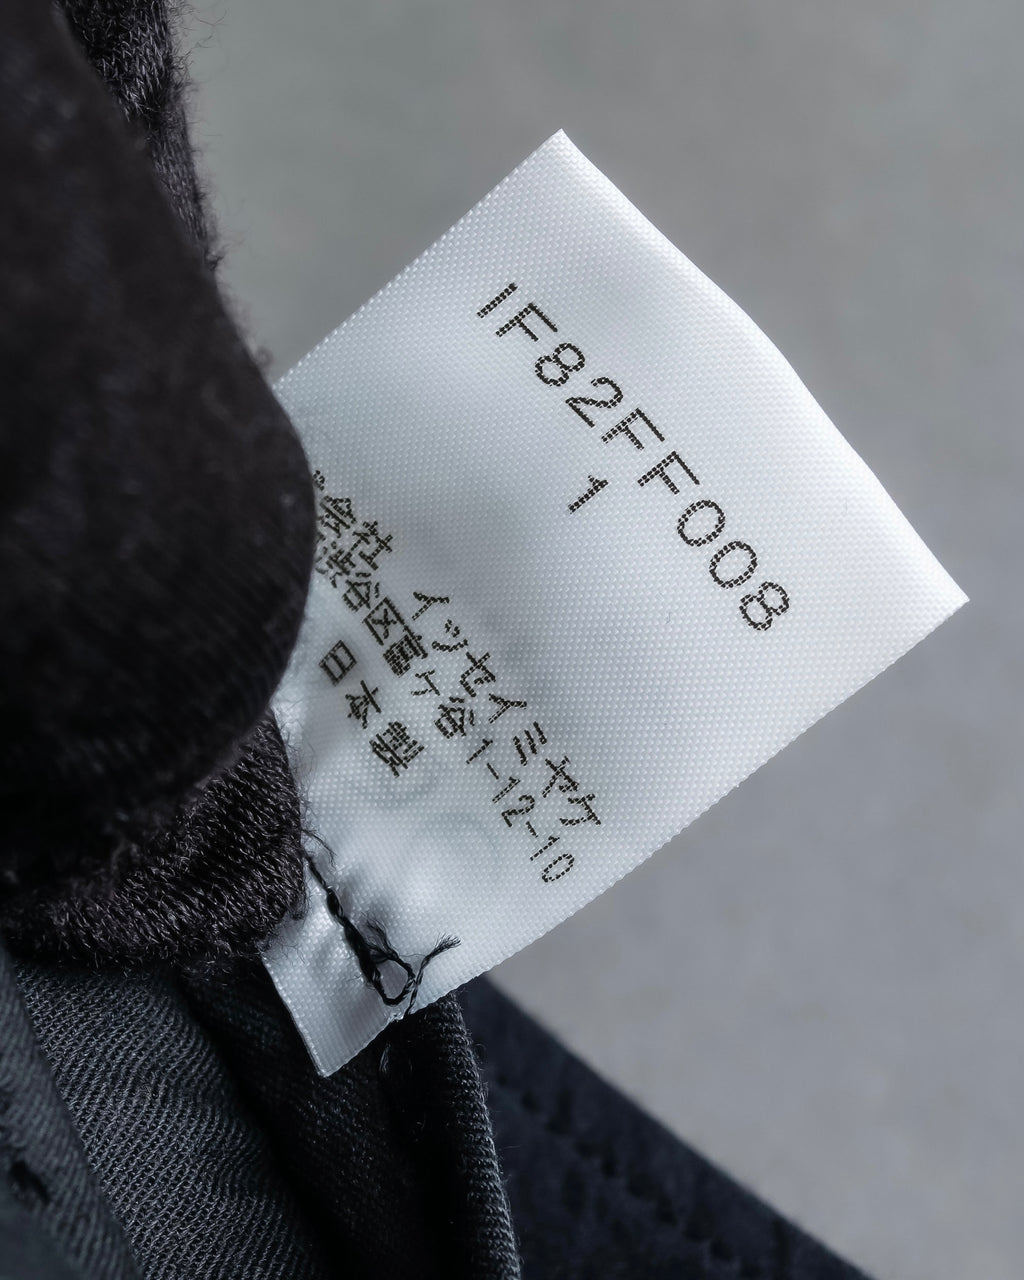 IF82FF008
1
会社 イッセイミヤケ
渋谷区富ヶ谷1-12-10
日本製